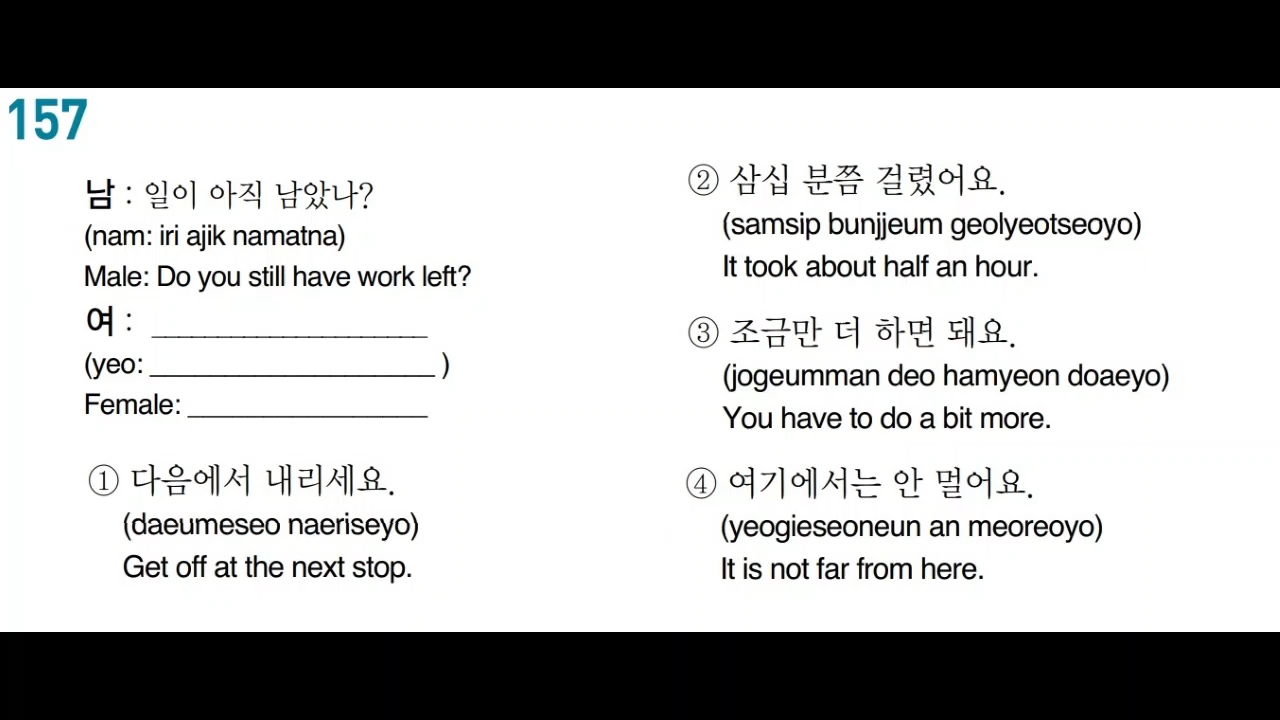 157
남 : 일이 아직 남았나?
(nam: iri ajik namatna)
Male: Do you still have work left?
여 : ____________________
(yeo: ____________________ )
Female: ________________
① 다음에서 내리세요.
(daeumeseo naeriseyo)
Get off at the next stop.
② 삼십 분쯤 걸렸어요.
(samsip bunjjeum geolyeotseoyo)
It took about half an hour.
③ 조금만 더 하면 돼요.
(jogeumman deo hamyeon doaeyo)
You have to do a bit more.
④ 여기에서는 안 멀어요.
(yeogieseoneun an meoreoyo)
It is not far from here.